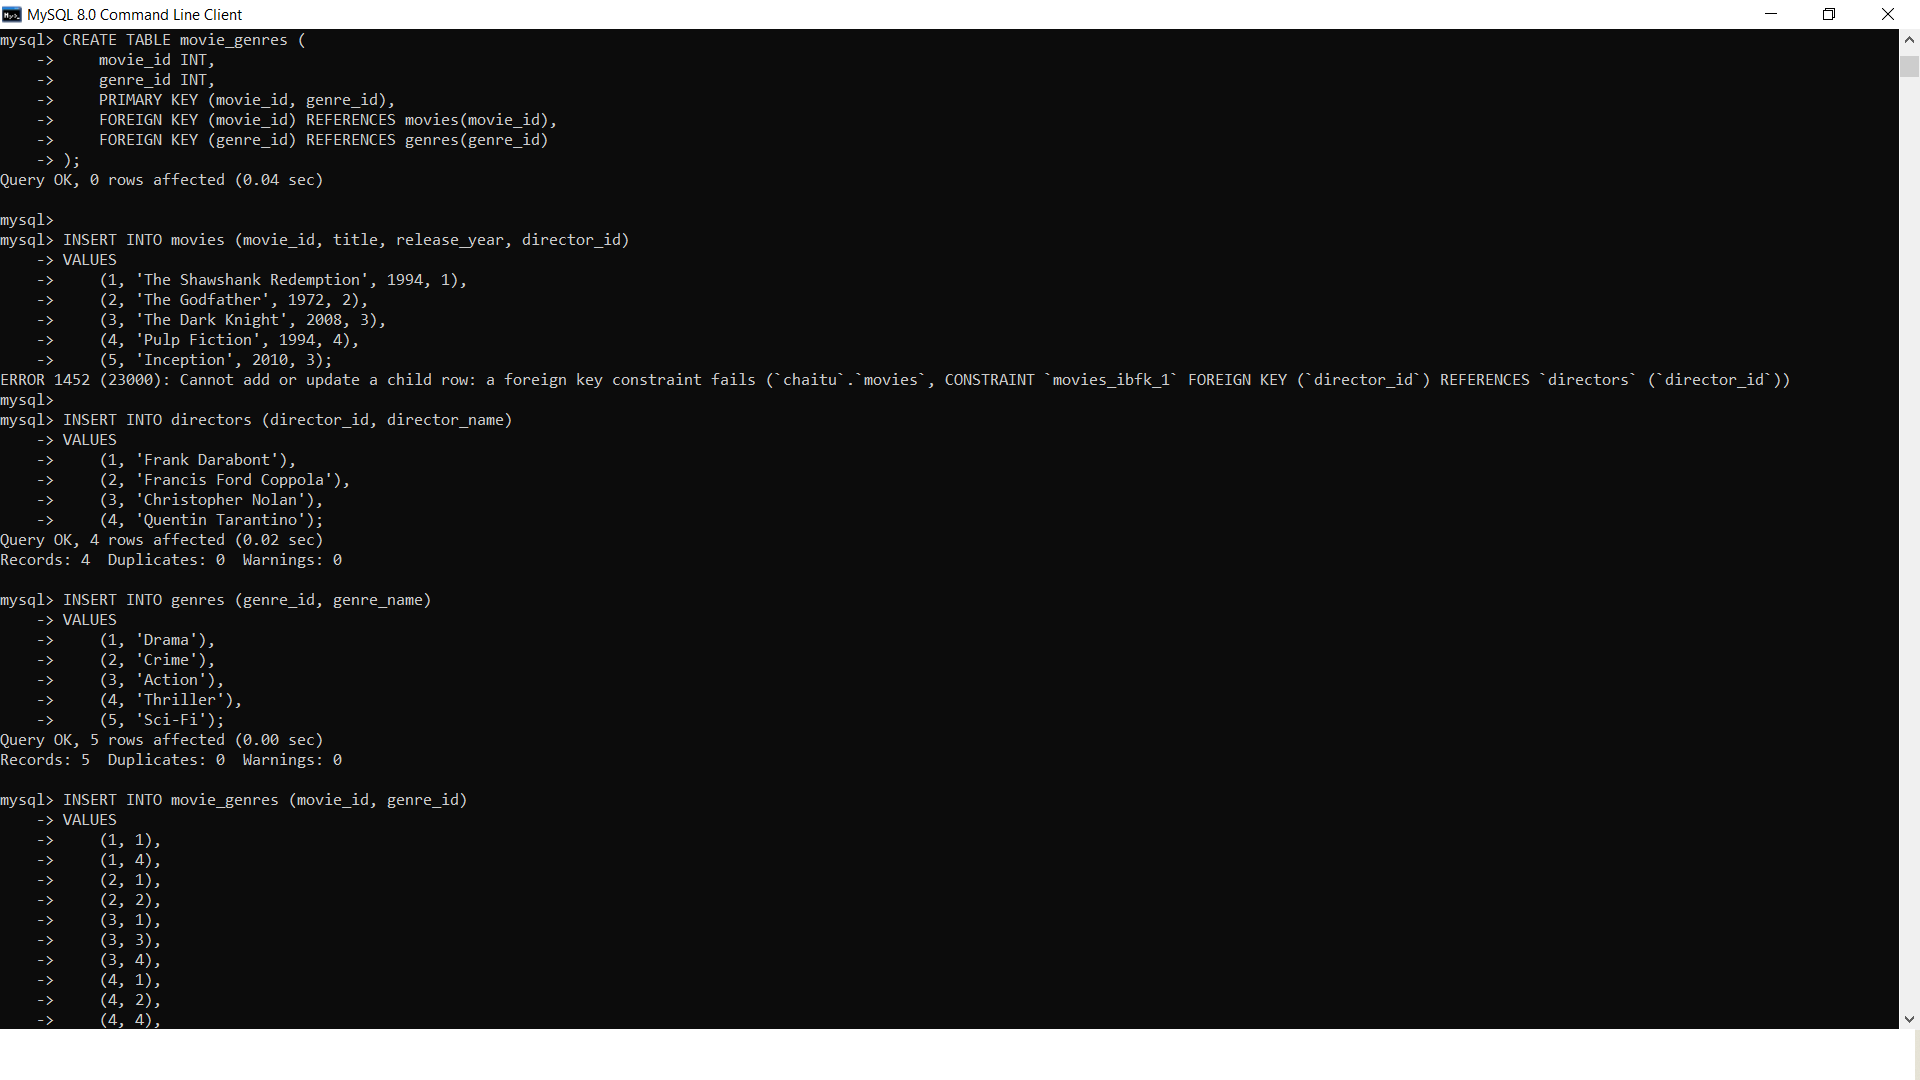 MySQL 8.0 Command Line Client
mysql> CREATE TABLE movie_genres (
    ->     movie_id INT,
    ->     genre_id INT,
    ->     PRIMARY KEY (movie_id, genre_id),
    ->     FOREIGN KEY (movie_id) REFERENCES movies(movie_id),
    ->     FOREIGN KEY (genre_id) REFERENCES genres(genre_id)
    -> );
Query OK, 0 rows affected (0.04 sec)

mysql>
mysql> INSERT INTO movies (movie_id, title, release_year, director_id)
    -> VALUES
    ->     (1, 'The Shawshank Redemption', 1994, 1),
    ->     (2, 'The Godfather', 1972, 2),
    ->     (3, 'The Dark Knight', 2008, 3),
    ->     (4, 'Pulp Fiction', 1994, 4),
    ->     (5, 'Inception', 2010, 3);
ERROR 1452 (23000): Cannot add or update a child row: a foreign key constraint fails (`chaitu`.`movies`, CONSTRAINT `movies_ibfk_1` FOREIGN KEY (`director_id`) REFERENCES `directors` (`director_id`))
mysql>
mysql> INSERT INTO directors (director_id, director_name)
    -> VALUES
    ->     (1, 'Frank Darabont'),
    ->     (2, 'Francis Ford Coppola'),
    ->     (3, 'Christopher Nolan'),
    ->     (4, 'Quentin Tarantino');
Query OK, 4 rows affected (0.02 sec)
Records: 4  Duplicates: 0  Warnings: 0

mysql> INSERT INTO genres (genre_id, genre_name)
    -> VALUES
    ->     (1, 'Drama'),
    ->     (2, 'Crime'),
    ->     (3, 'Action'),
    ->     (4, 'Thriller'),
    ->     (5, 'Sci-Fi');
Query OK, 5 rows affected (0.00 sec)
Records: 5  Duplicates: 0  Warnings: 0

mysql> INSERT INTO movie_genres (movie_id, genre_id)
    -> VALUES
    ->     (1, 1),
    ->     (1, 4),
    ->     (2, 1),
    ->     (2, 2),
    ->     (3, 1),
    ->     (3, 3),
    ->     (3, 4),
    ->     (4, 1),
    ->     (4, 2),
    ->     (4, 4),